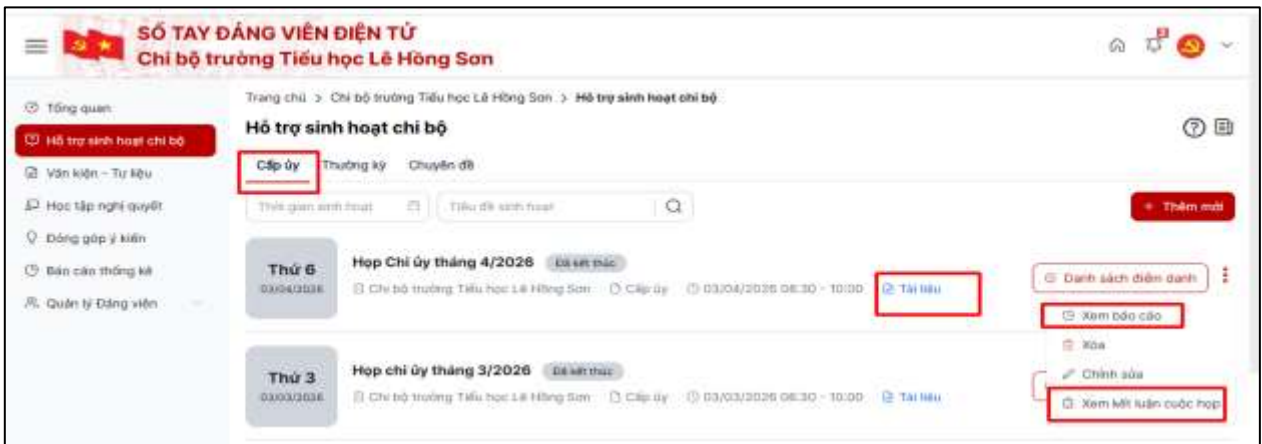 SỔ TAY ĐẢNG VIÊN ĐIỆN TỬ
Chi bộ trường Tiểu học Lê Hồng Sơn
Tổng quan
Hỗ trợ sinh hoạt chi bộ
Văn kiện - Tư liệu
Học tập nghị quyết
Đóng góp ý kiến
Báo cáo thống kê
Quản lý Đảng viên
Trang chủ > Chi bộ trường Tiểu học Lê Hồng Sơn > Hỗ trợ sinh hoạt chi bộ
Hỗ trợ sinh hoạt chi bộ
Cấp ủy Thường kỳ Chuyên đề
Thời gian sinh hoạt Tiêu đề sinh hoạt + Thêm mới
Thứ 6
03/04/2026
Họp Chi ủy tháng 4/2026 Đã kết thúc
Chi bộ trường Tiểu học Lê Hồng Sơn Cấp ủy 03/04/2026 08:30 - 10:00 Tài liệu
Danh sách điểm danh
Xem báo cáo
Xóa
Chỉnh sửa
Xem kết luận cuộc họp
Thứ 3
03/03/2026
Họp chi ủy tháng 3/2026 Đã kết thúc
Chi bộ trường Tiểu học Lê Hồng Sơn Cấp ủy 03/03/2026 08:30 - 10:00 Tài liệu